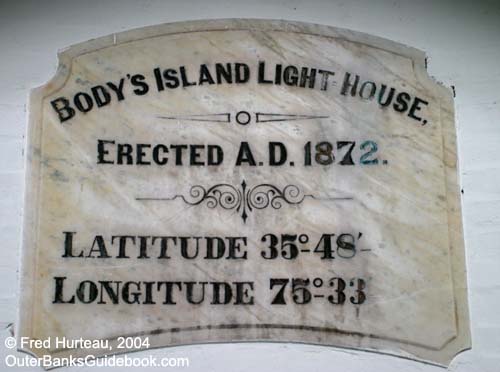 BODY'S ISLAND LIGHT HOUSE,
ERECTED A.D. 1872.
LATITUDE 35°-48'
LONGITUDE 75°-33
© Fred Hurteau, 2004
OuterBanksGuidebook.com